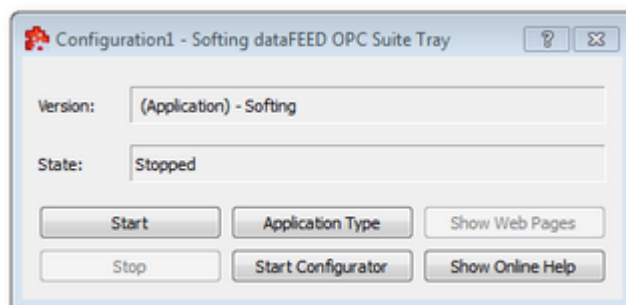 Configuration1 - Softing dataFEED OPC Suite Tray
Version: (Application) - Softing
State: Stopped
Start Application Type Show Web Pages
Stop Start Configurator Show Online Help